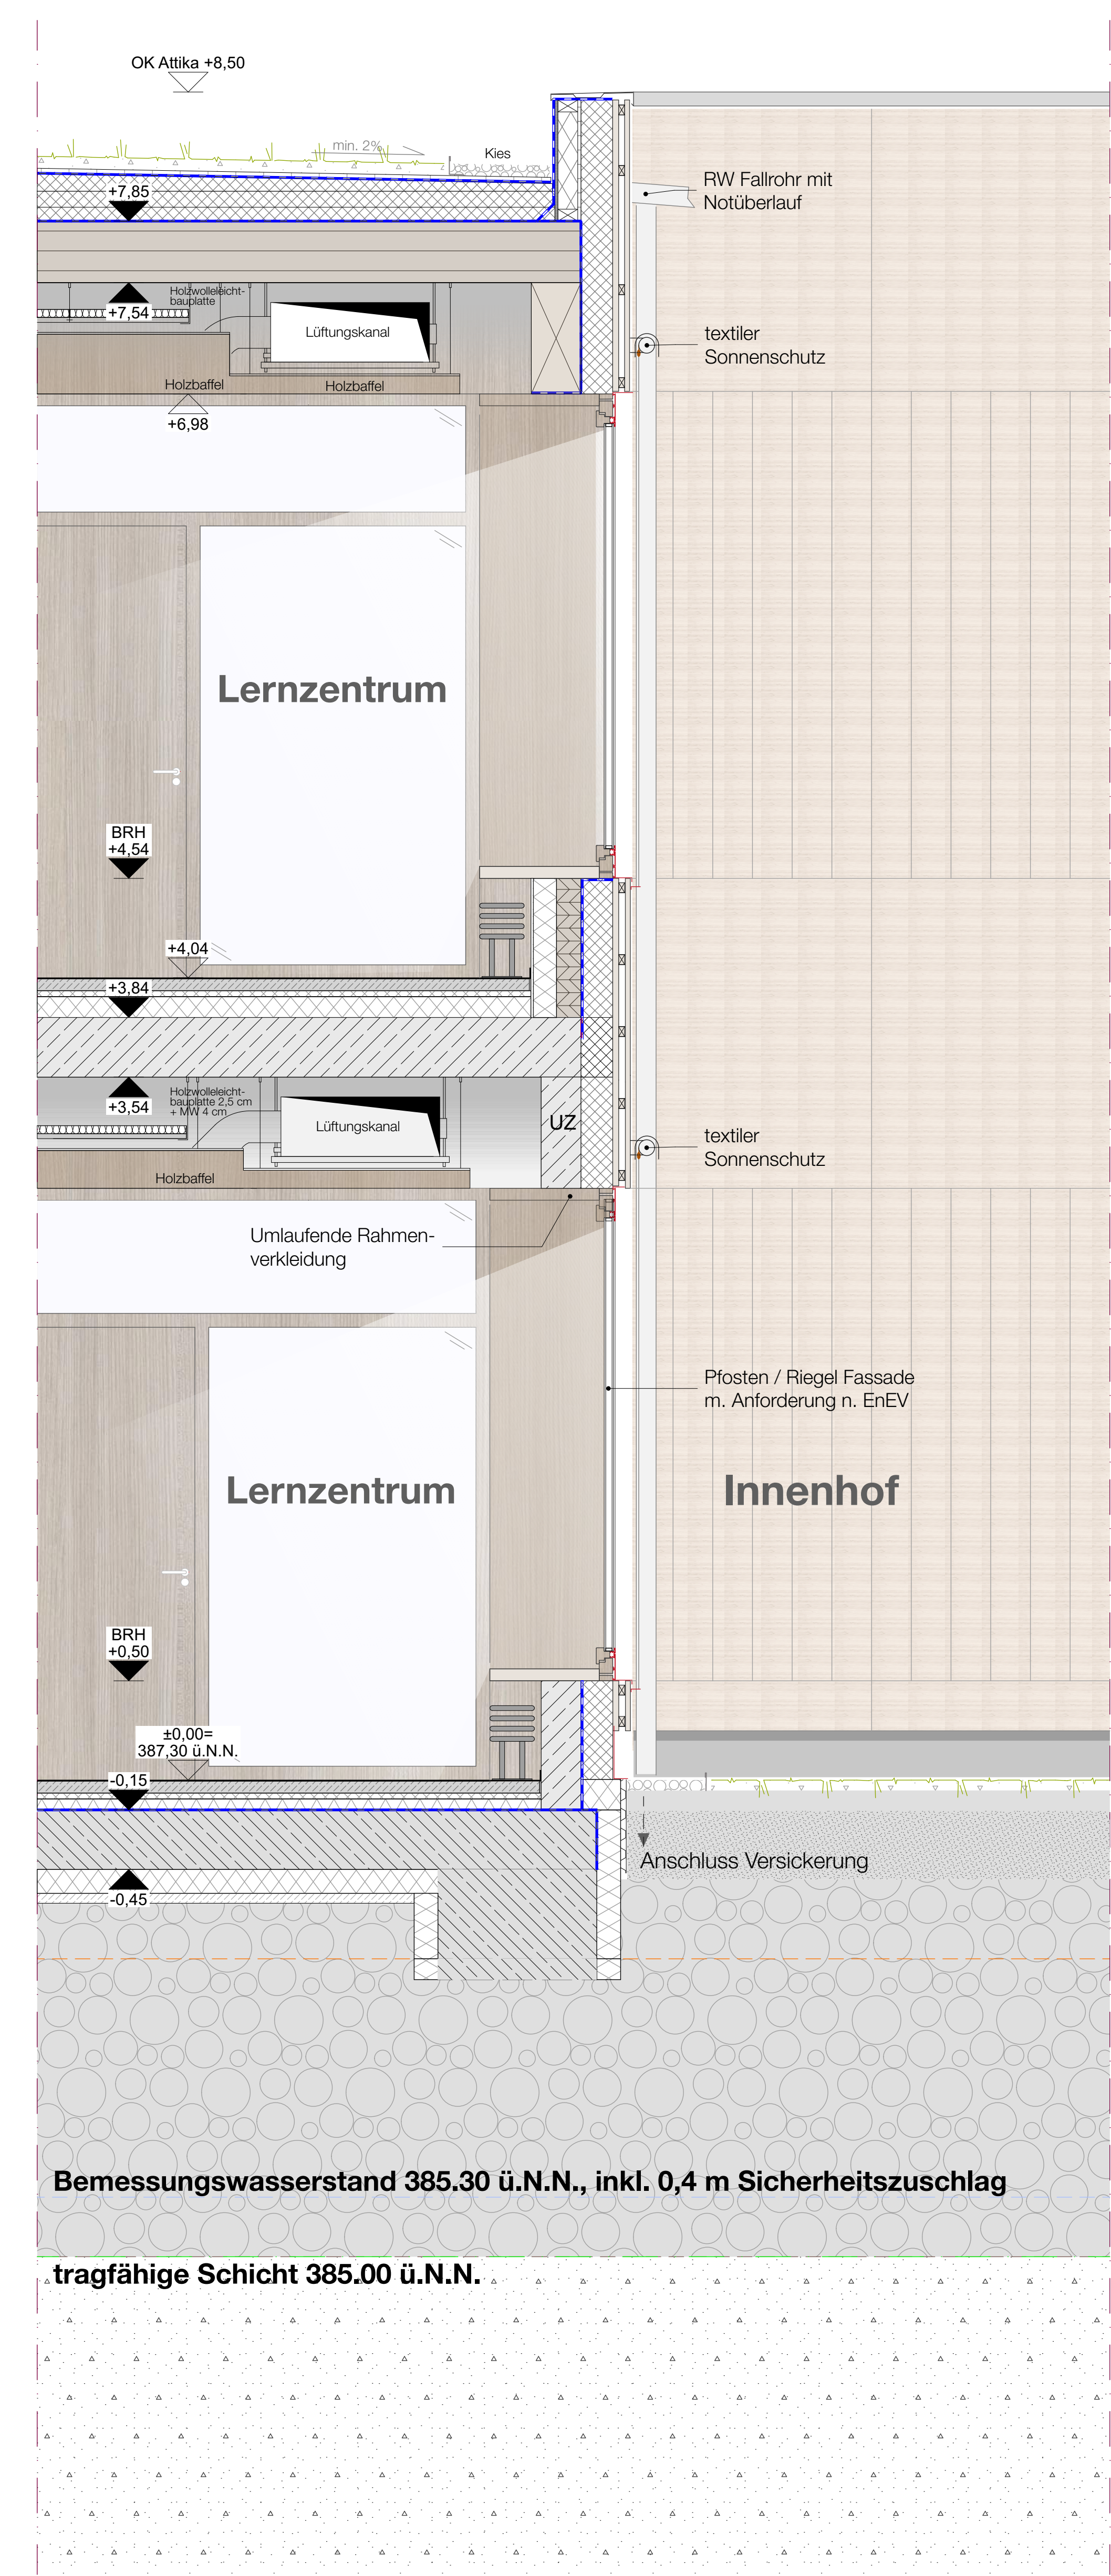 OK Attika +8,50
min. 2%
Kies
+7,85
RW Fallrohr mit
Notüberlauf
Holzwolleleicht-
bauplatte
+7,54
Lüftungskanal
textiler
Sonnenschutz
Holzbaffel
Holzbaffel
+6,98
Lernzentrum
BRH
+4,54
+4,04
+3,84
Holzwolleleicht-
bauplatte 2,5 cm
+ MW 4 cm
+3,54
Lüftungskanal
UZ
textiler
Sonnenschutz
Holzbaffel
Umlaufende Rahmen-
verkleidung
Pfosten / Riegel Fassade
m. Anforderung n. EnEV
Lernzentrum
Innenhof
BRH
+0,50
±0,00=
387,30 ü.N.N.
-0,15
Anschluss Versickerung
-0,45
Bemessungswasserstand 385.30 ü.N.N., inkl. 0,4 m Sicherheitszuschlag
tragfähige Schicht 385.00 ü.N.N.